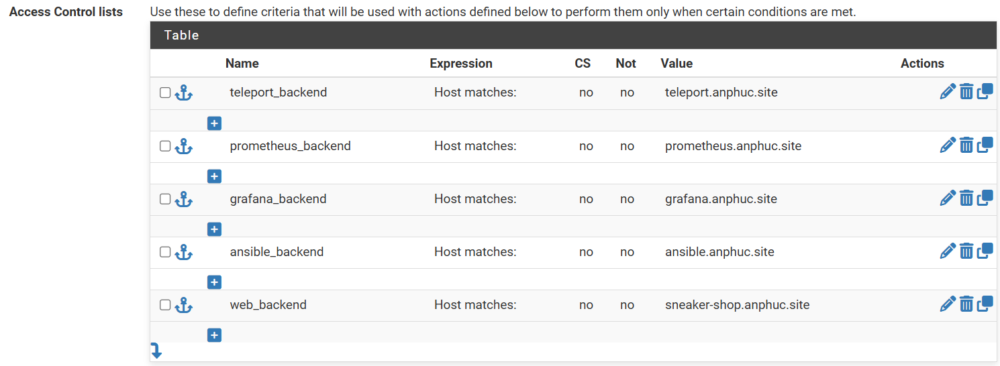 Access Control lists Use these to define criteria that will be used with actions defined below to perform them only when certain conditions are met.
Table
Name Expression CS Not Value Actions
teleport_backend Host matches: no no teleport.anphuc.site
prometheus_backend Host matches: no no prometheus.anphuc.site
grafana_backend Host matches: no no grafana.anphuc.site
ansible_backend Host matches: no no ansible.anphuc.site
web_backend Host matches: no no sneaker-shop.anphuc.site